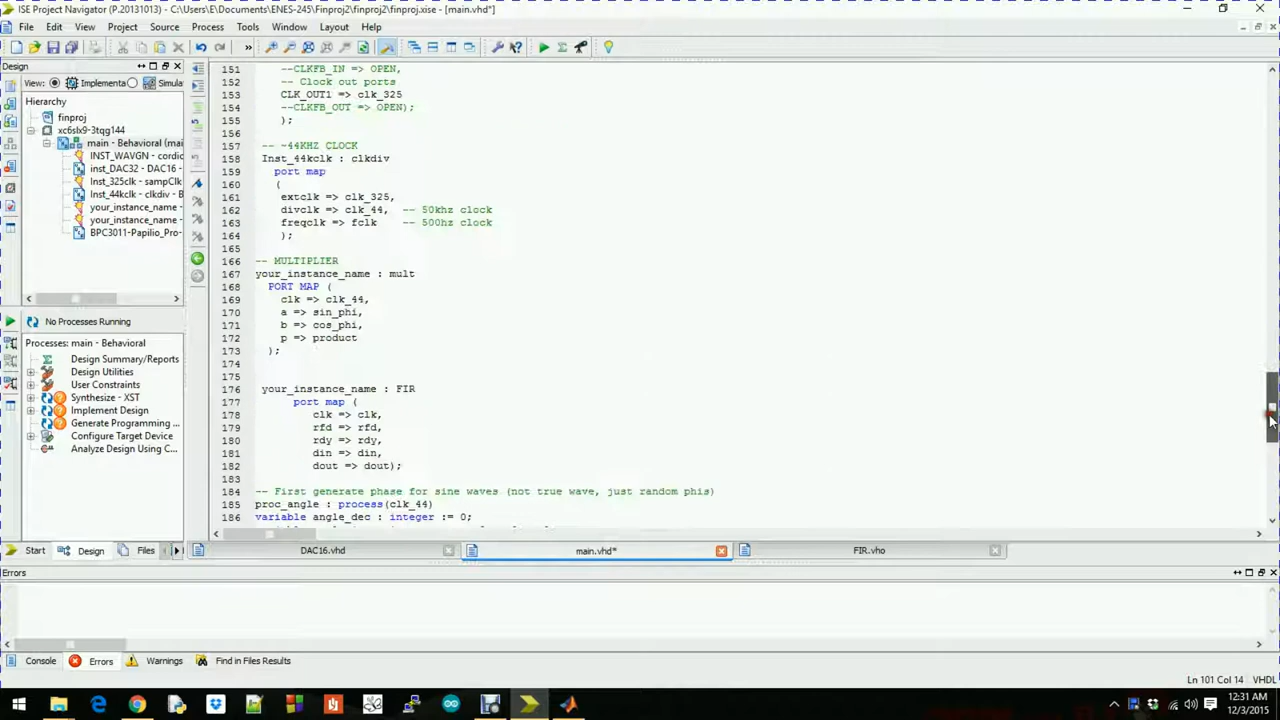 ISE Project Navigator (P.20131013) - C:\Users\E\Documents\ENES-245\Finproj2\finproj2\finproj.xise - [main.vhd*]
File Edit View Project Source Process Tools Window Layout Help
Design
View: Implementa Simulat
Hierarchy
finproj
xc6slx9-3tqg144
main - Behavioral (mai
INST_WAVGN - cordic
inst_DAC32 - DAC16
Inst_325clk - sampClk
Inst_44kclk - clkdiv - B
your_instance_name -
your_instance_name -
BPC3011-Papilio_Pro-
No Processes Running
Processes: main - Behavioral
Design Summary/Reports
Design Utilities
User Constraints
Synthesize - XST
Implement Design
Generate Programming ...
Configure Target Device
Analyze Design Using C...
Start Design Files
151 --CLKFB_IN => OPEN,
152 -- Clock out ports
153 CLK_OUT1 => clk_325
154 --CLKFB_OUT => OPEN);
155 );
156
157 -- ~44KHZ CLOCK
158 Inst_44kclk : clkdiv
159 port map
160 (
161 extclk => clk_325,
162 divclk => clk_44, -- 50khz clock
163 freqclk => fclk -- 500hz clock
164 );
165
166 -- MULTIPLIER
167 your_instance_name : mult
168 PORT MAP (
169 clk => clk_44,
170 a => sin_phi,
171 b => cos_phi,
172 p => product
173 );
174
175
176 your_instance_name : FIR
177 port map (
178 clk => clk,
179 rfd => rfd,
180 rdy => rdy,
181 din => din,
182 dout => dout);
183
184 -- First generate phase for sine waves (not true wave, just random phis)
185 proc_angle : process(clk_44)
186 variable angle_dec : integer := 0;
DAC16.vhd main.vhd* FIR.vho
Errors
Console Errors Warnings Find in Files Results
Ln 101 Col 14 VHDL
12:31 AM
12/3/2015